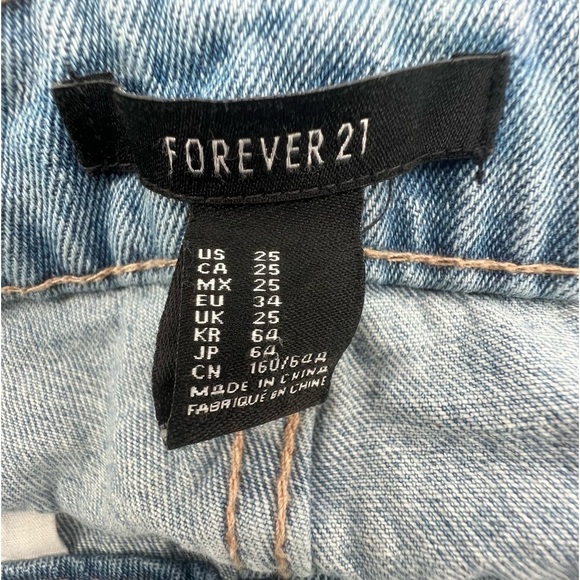 FOREVER 21
US 25
CA 25
MX 25
EU 34
UK 25
KR 64
JP 64
CN 160/64A
MADE IN CHINA
FABRIQUÉ EN CHINE